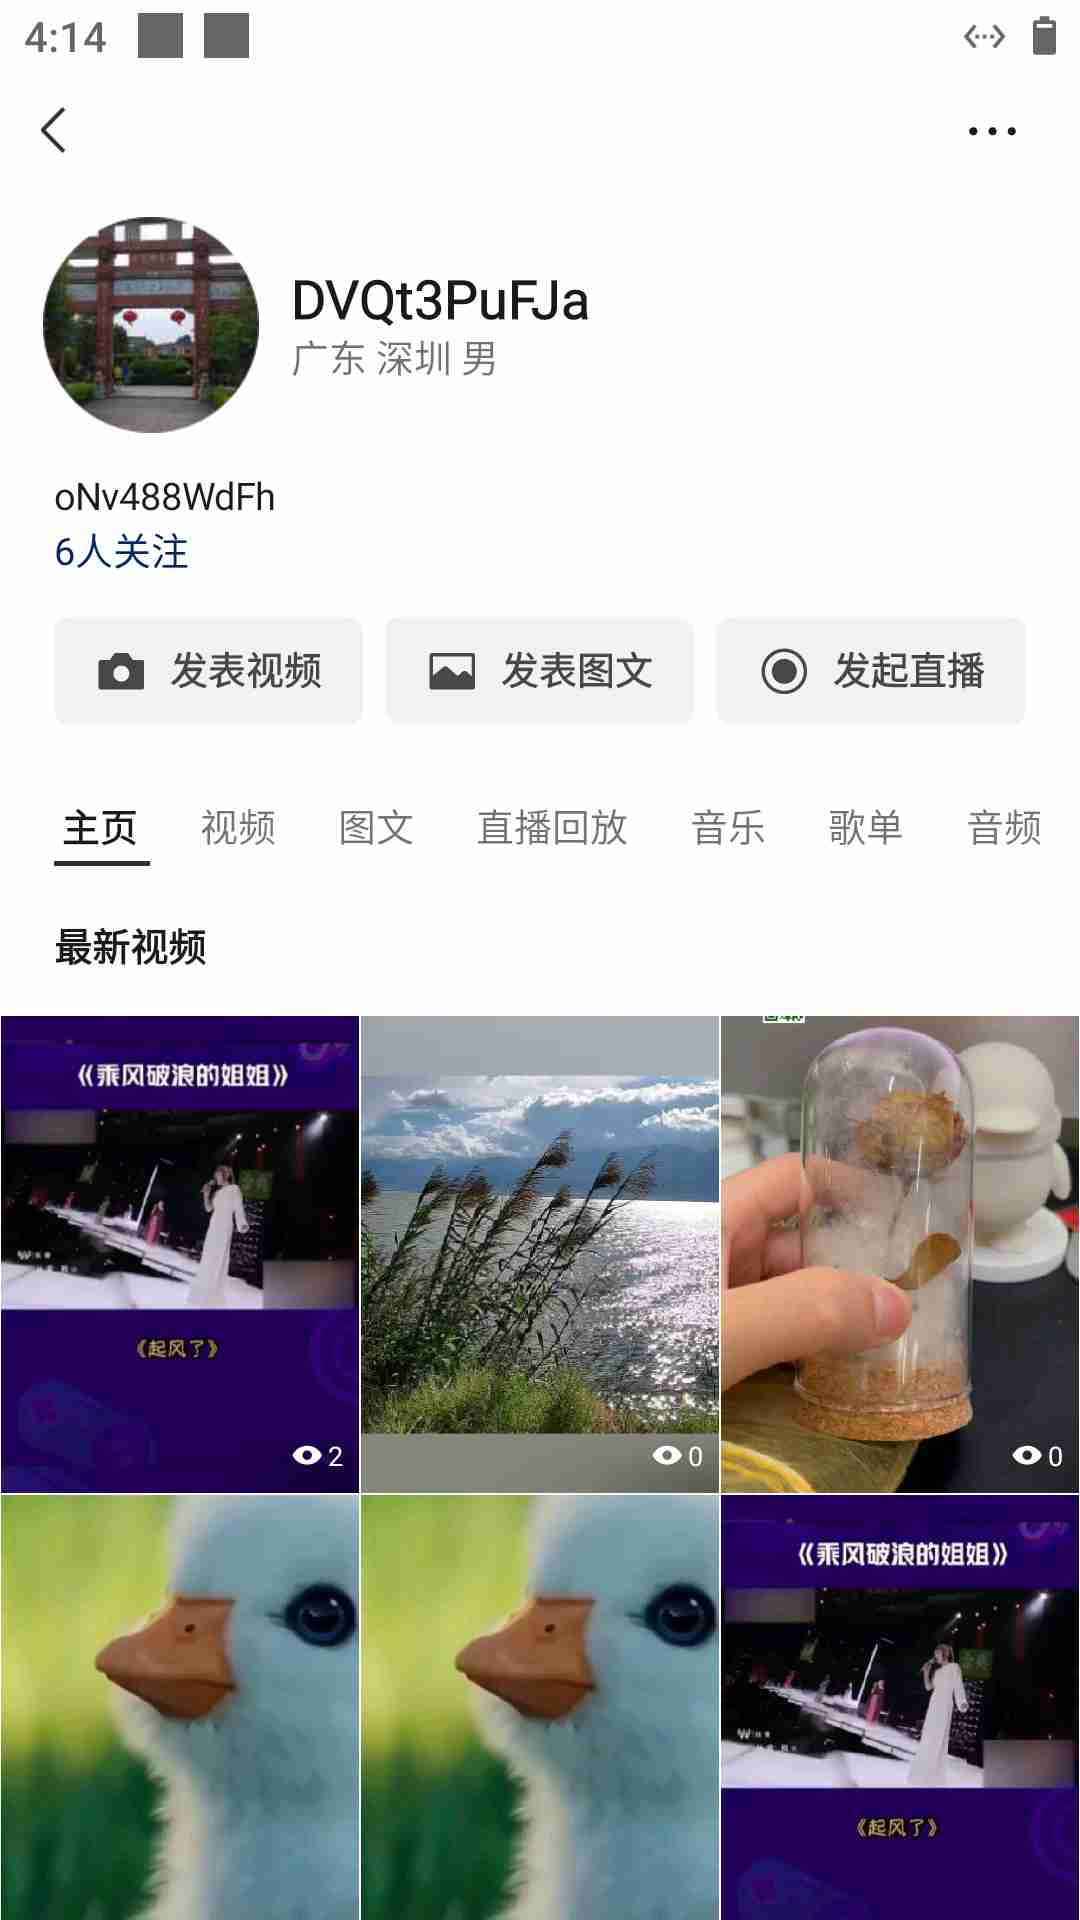 4:14
DVQt3PuFJa
广东 深圳 男
oNv488WdFh
6人关注
发表视频 发表图文 发起直播
主页 视频 图文 直播回放 音乐 歌单 音频
最新视频
《乘风破浪的姐姐》
《起风了》
2 0 0
《乘风破浪的姐姐》
《起风了》